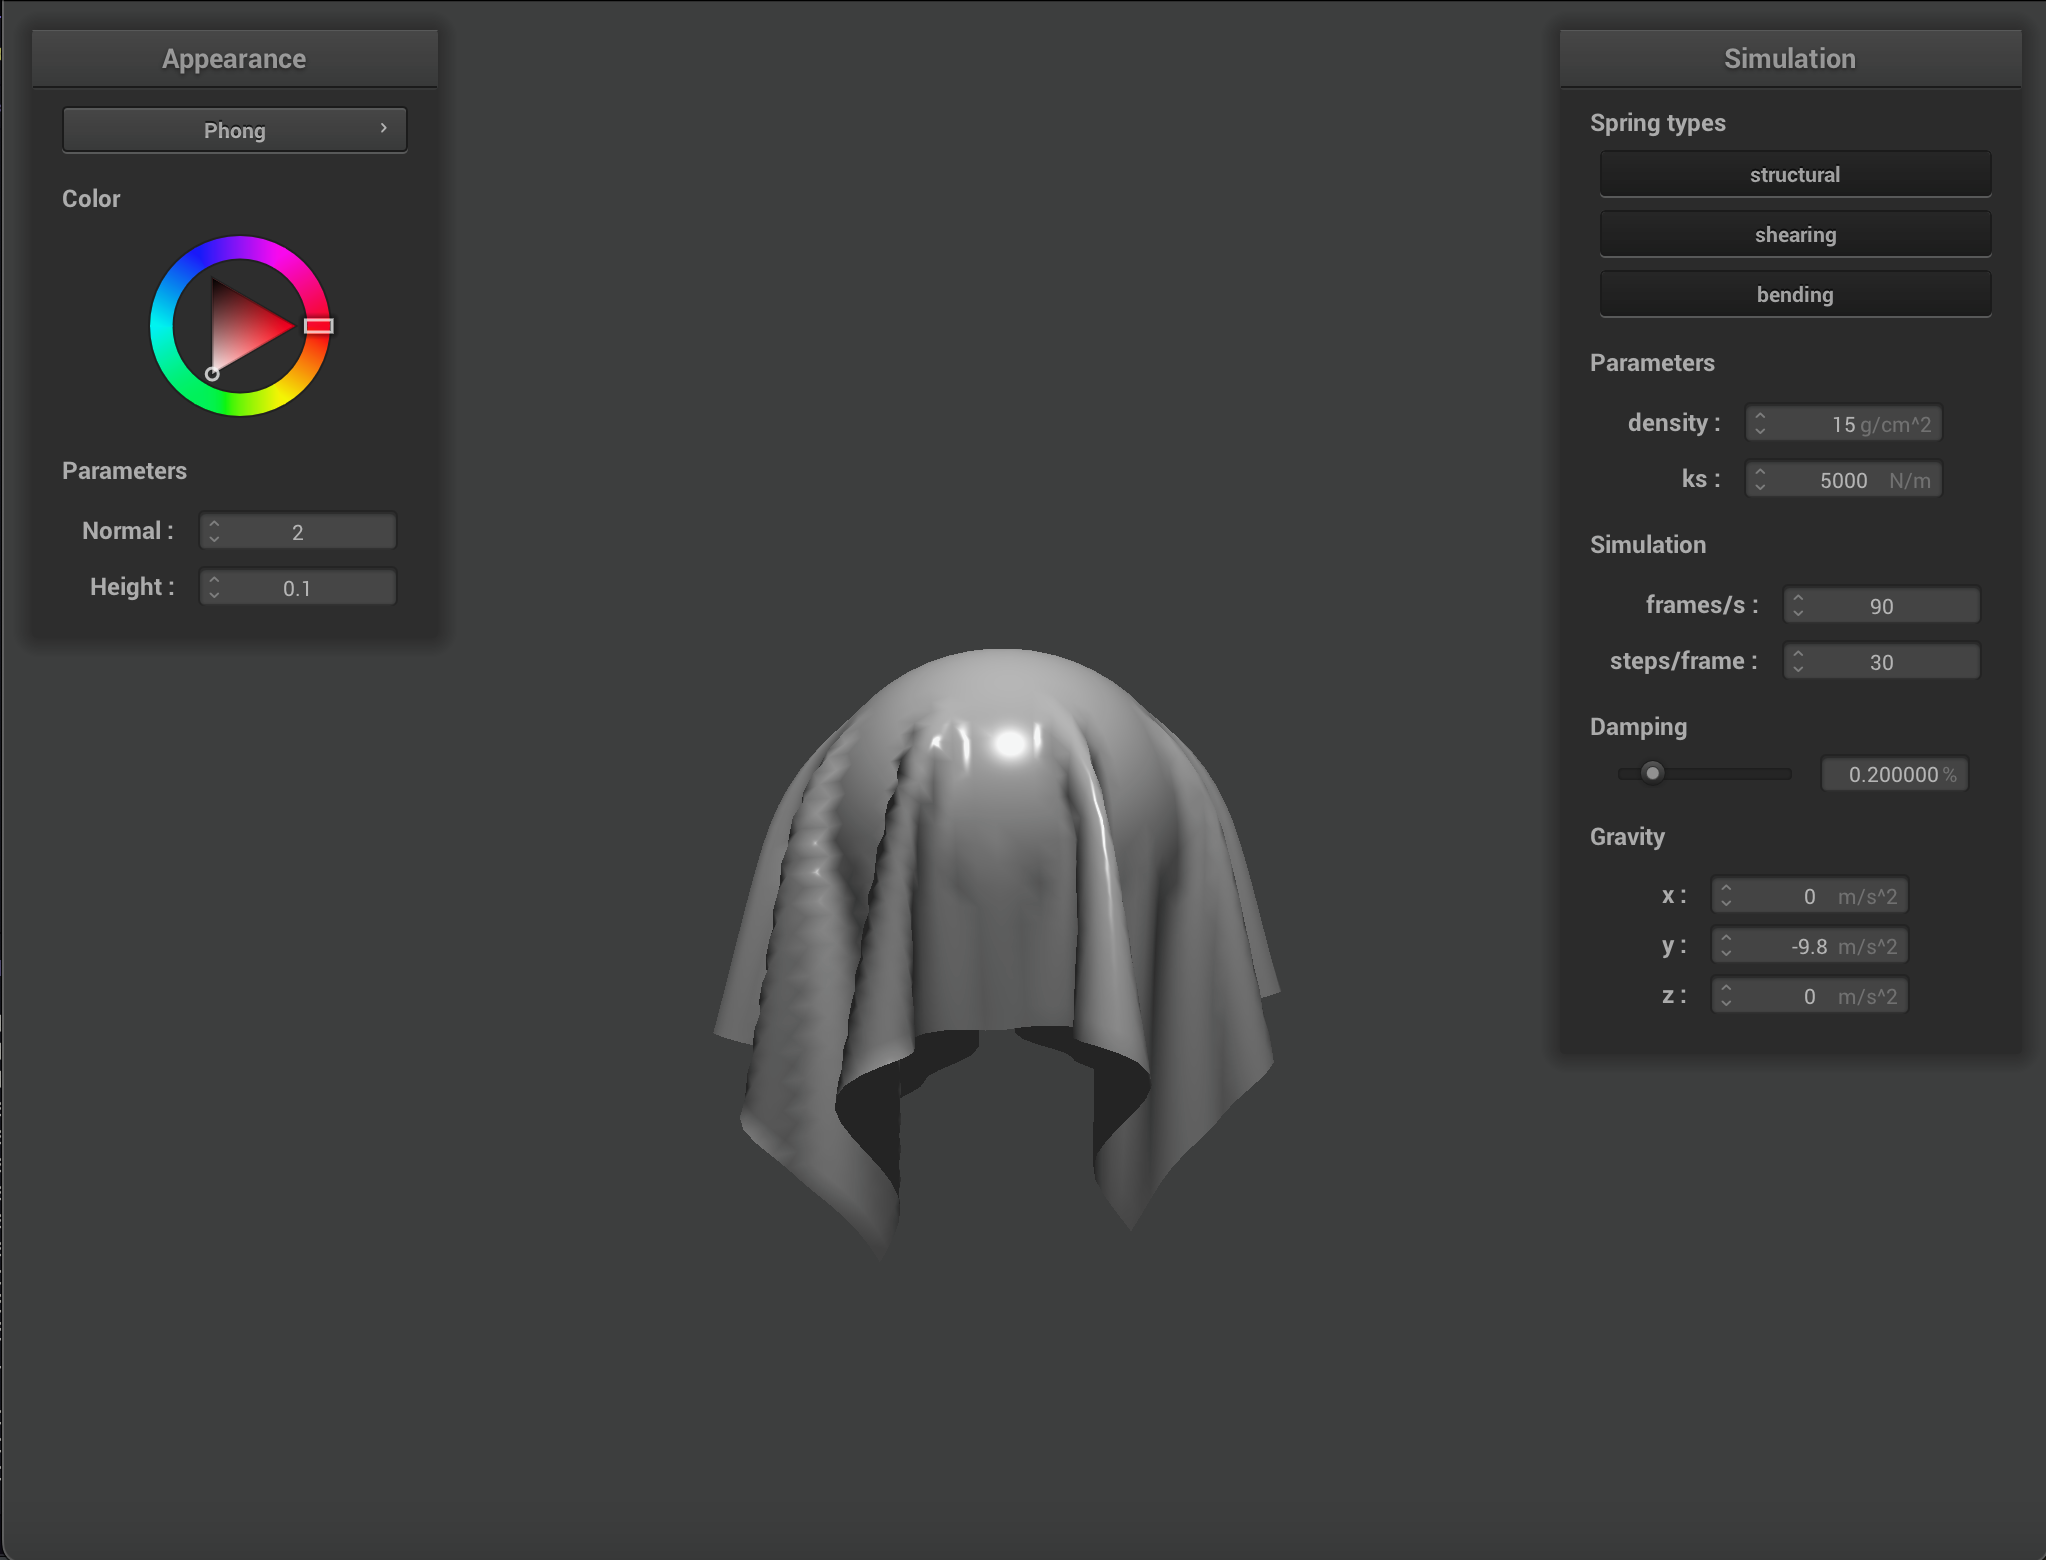 Appearance
Phong
Color
Parameters
Normal : 2
Height : 0.1
Simulation
Spring types
structural
shearing
bending
Parameters
density : 15 g/cm^2
ks : 5000 N/m
Simulation
frames/s : 90
steps/frame : 30
Damping
0.200000 %
Gravity
x : 0 m/s^2
y : -9.8 m/s^2
z : 0 m/s^2